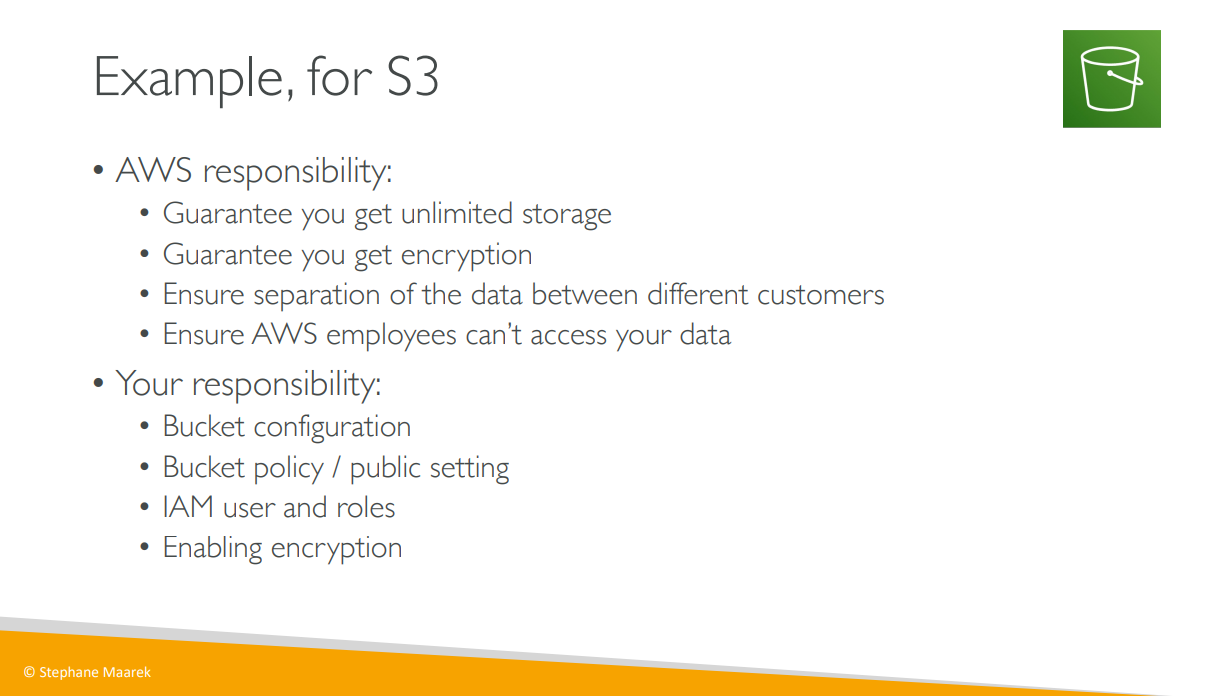 Example, for S3
• AWS responsibility:
• Guarantee you get unlimited storage
• Guarantee you get encryption
• Ensure separation of the data between different customers
• Ensure AWS employees can’t access your data
• Your responsibility:
• Bucket configuration
• Bucket policy / public setting
• IAM user and roles
• Enabling encryption
© Stephane Maarek